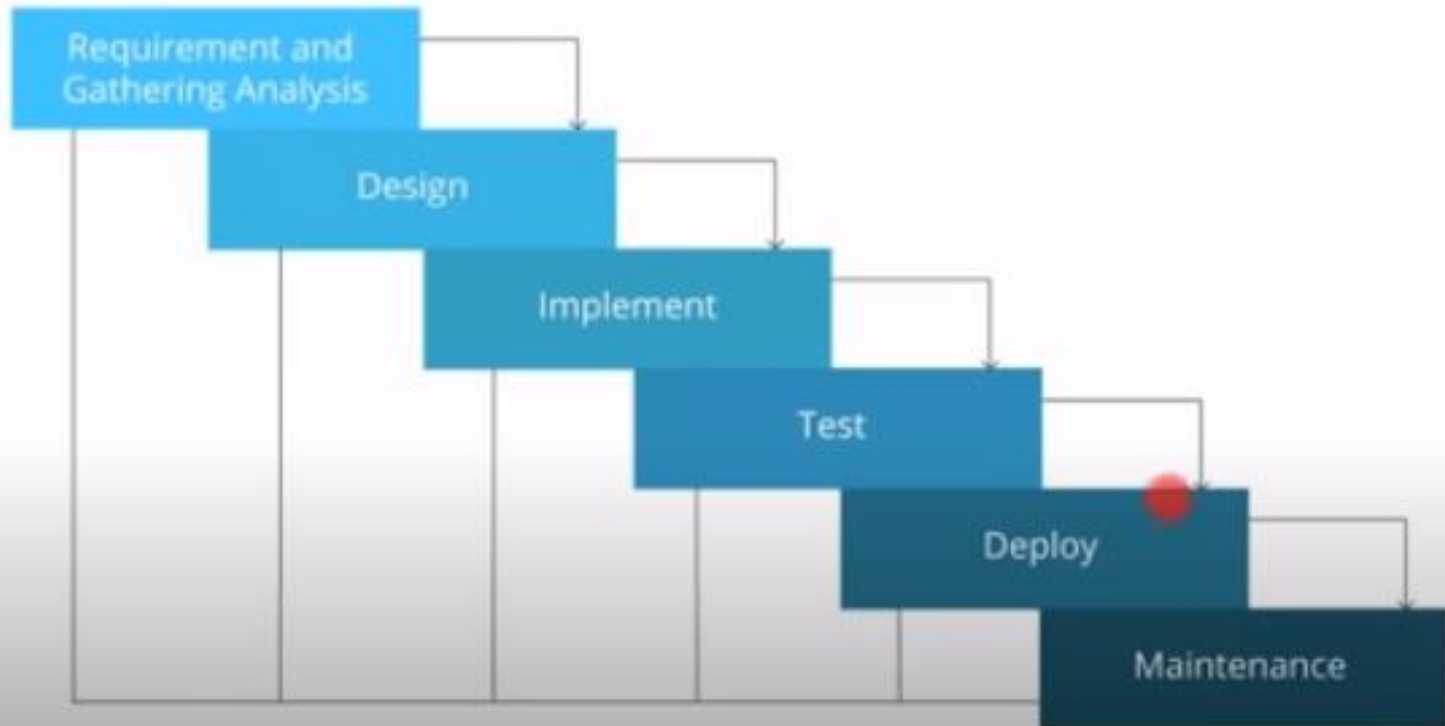 Requirement and
Gathering Analysis
Design
Implement
Test
Deploy
Maintenance